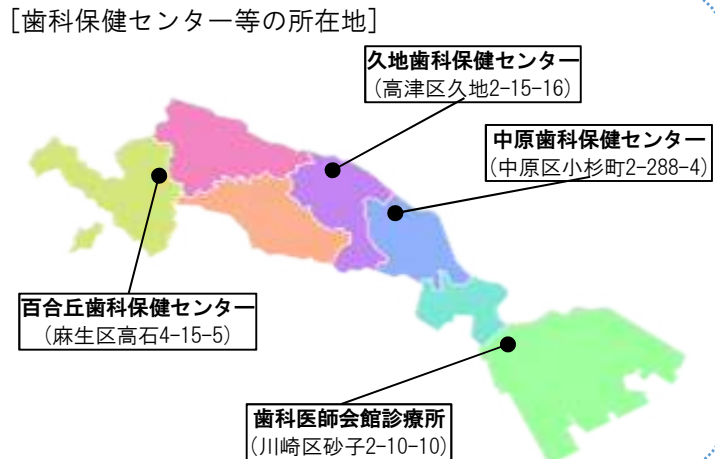 [歯科保健センター等の所在地]
久地歯科保健センター
(高津区久地2-15-16)
中原歯科保健センター
(中原区小杉町2-288-4)
百合丘歯科保健センター
(麻生区高石4-15-5)
歯科医師会館診療所
(川崎区砂子2-10-10)